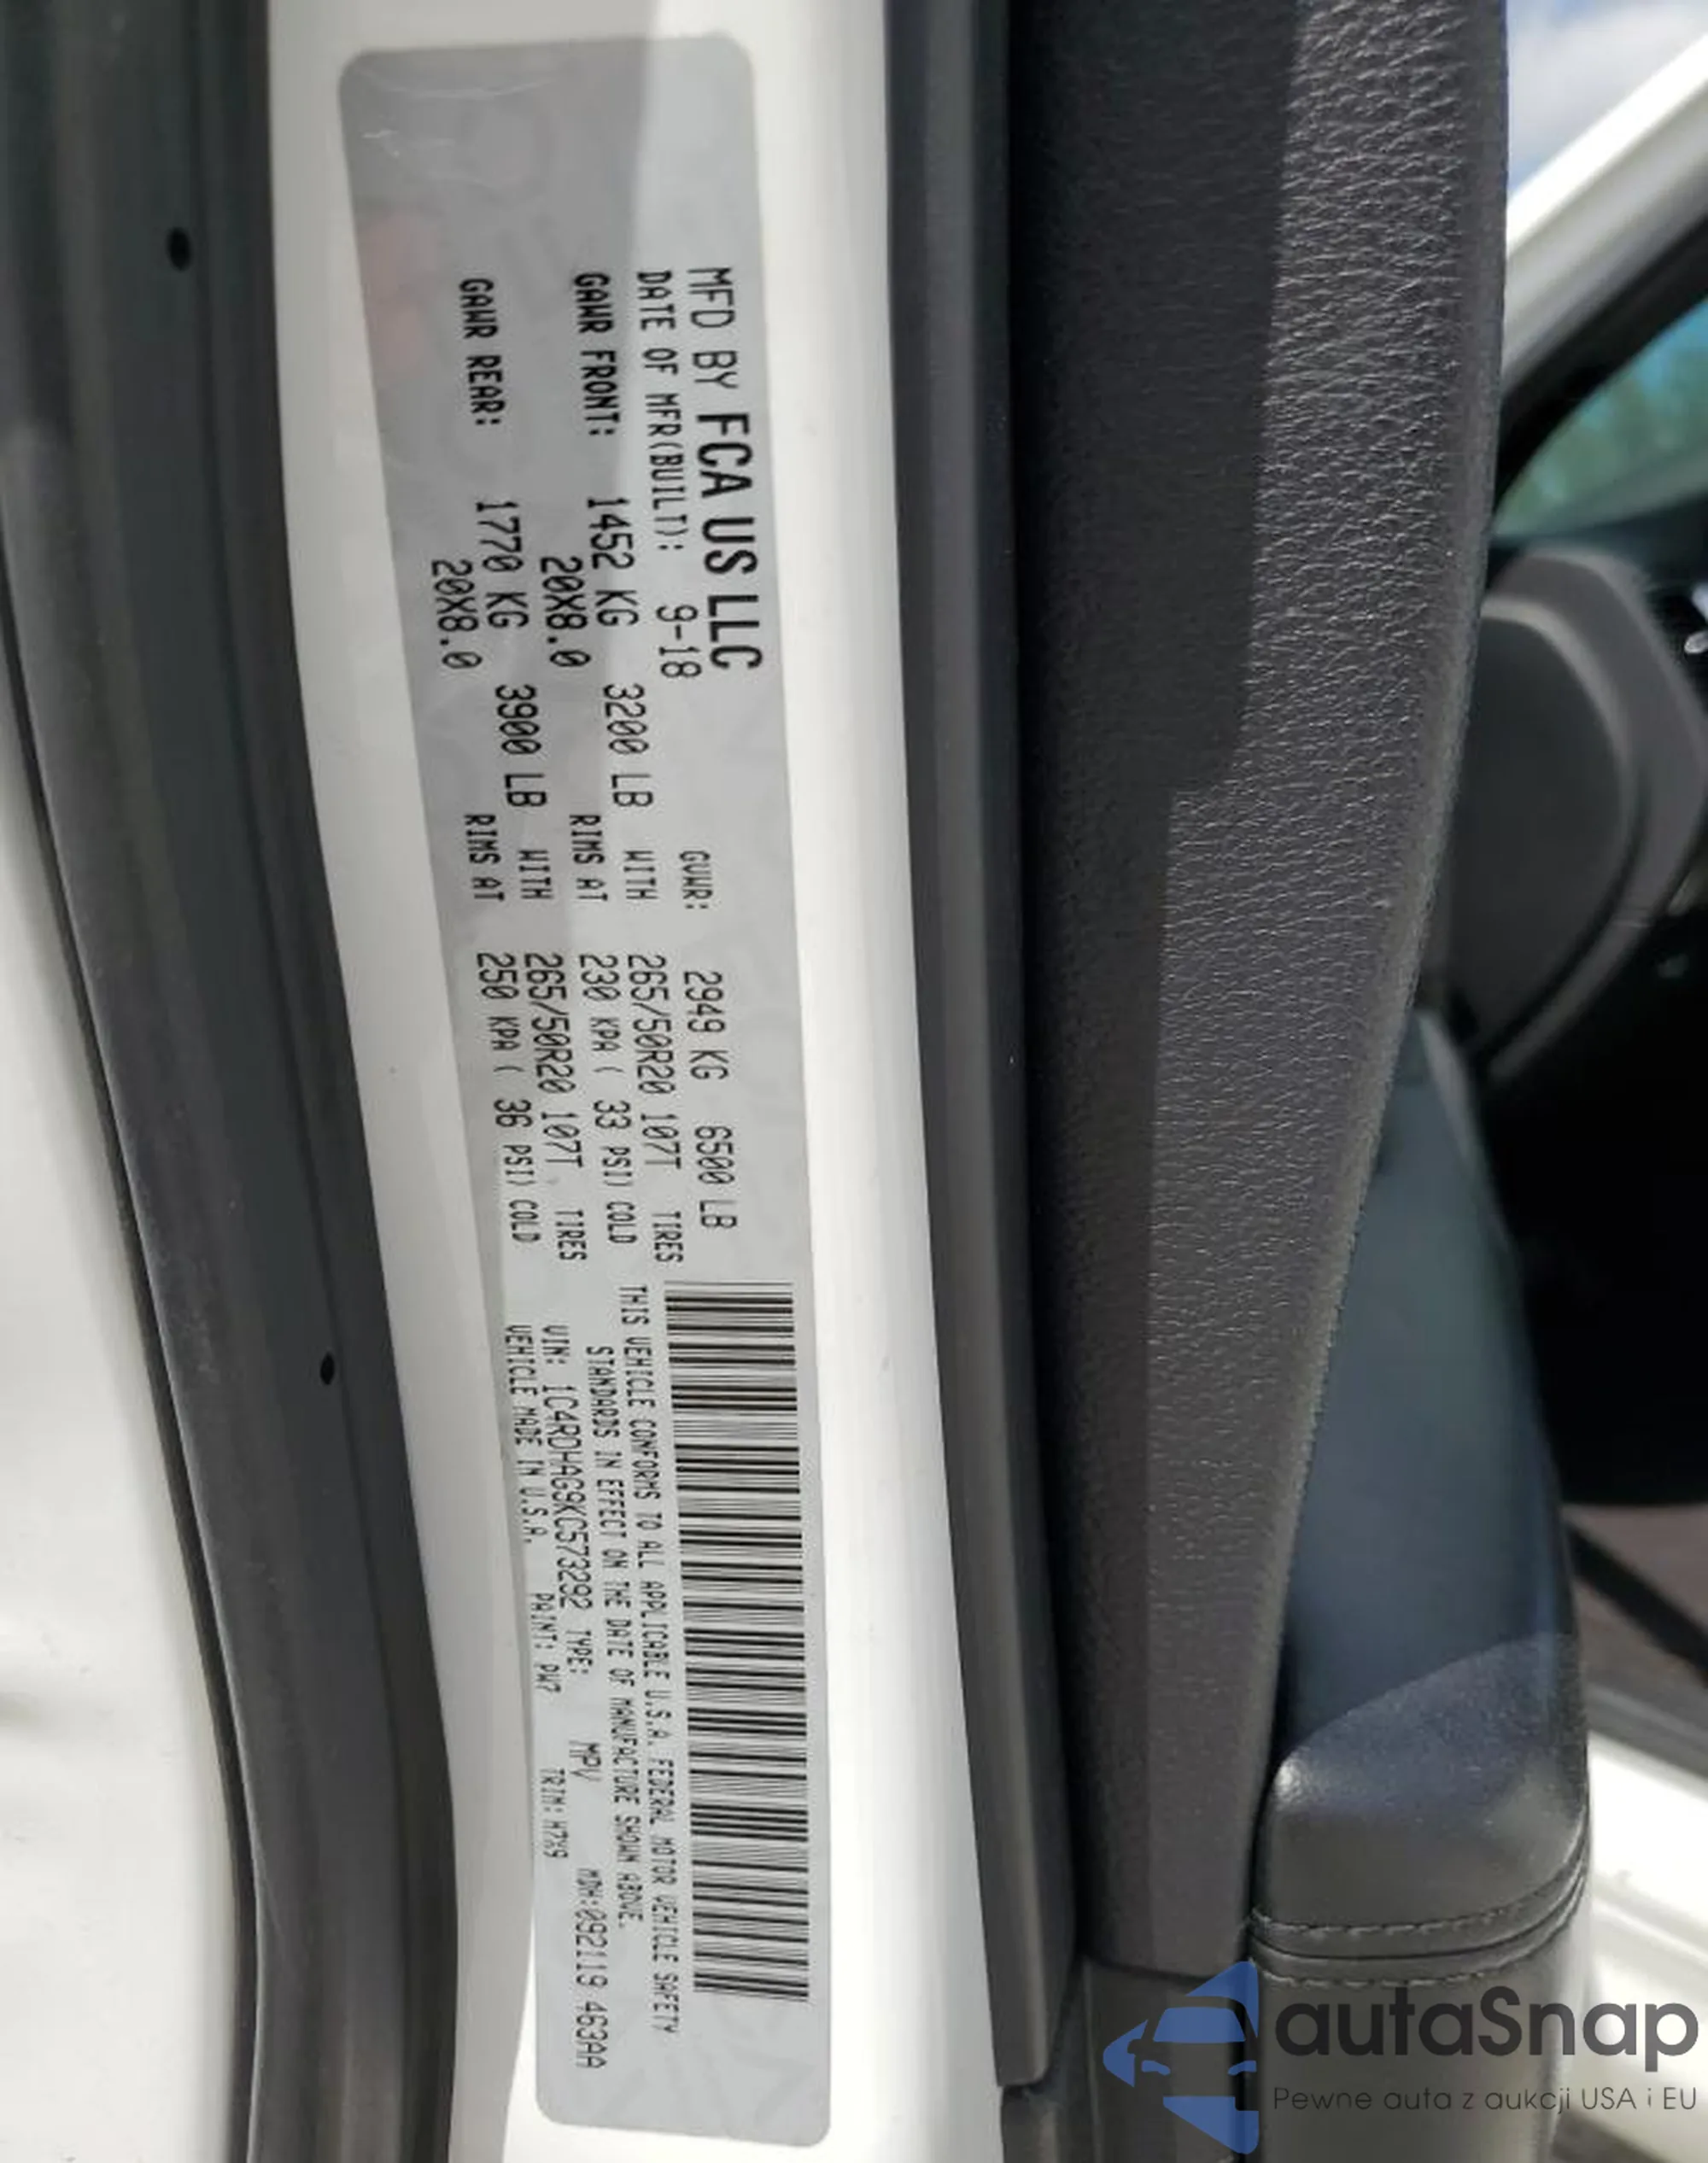 MFD BY FCA US LLC
DATE OF MFR(BUILT): 9-18 GVWR: 2949 KG 6500 LB
GAWR FRONT: 1452 KG 3200 LB WITH 265/50R20 107T TIRES
20X8.0 RIMS AT 230 KPA ( 33 PSI) COLD
GAWR REAR: 1770 KG 3900 LB WITH 265/50R20 107T TIRES
20X8.0 RIMS AT 250 KPA ( 36 PSI) COLD
THIS VEHICLE CONFORMS TO ALL APPLICABLE U.S.A. FEDERAL MOTOR VEHICLE SAFETY
STANDARDS IN EFFECT ON THE DATE OF MANUFACTURE SHOWN ABOVE.
VIN: 1C4RDHAG9KC573292 TYPE: MPV MDH:092119 463AA
VEHICLE MADE IN U.S.A. PAINT: PW7 TRIM: H7X9
autaSnap
Pewne auta z aukcji USA i EU